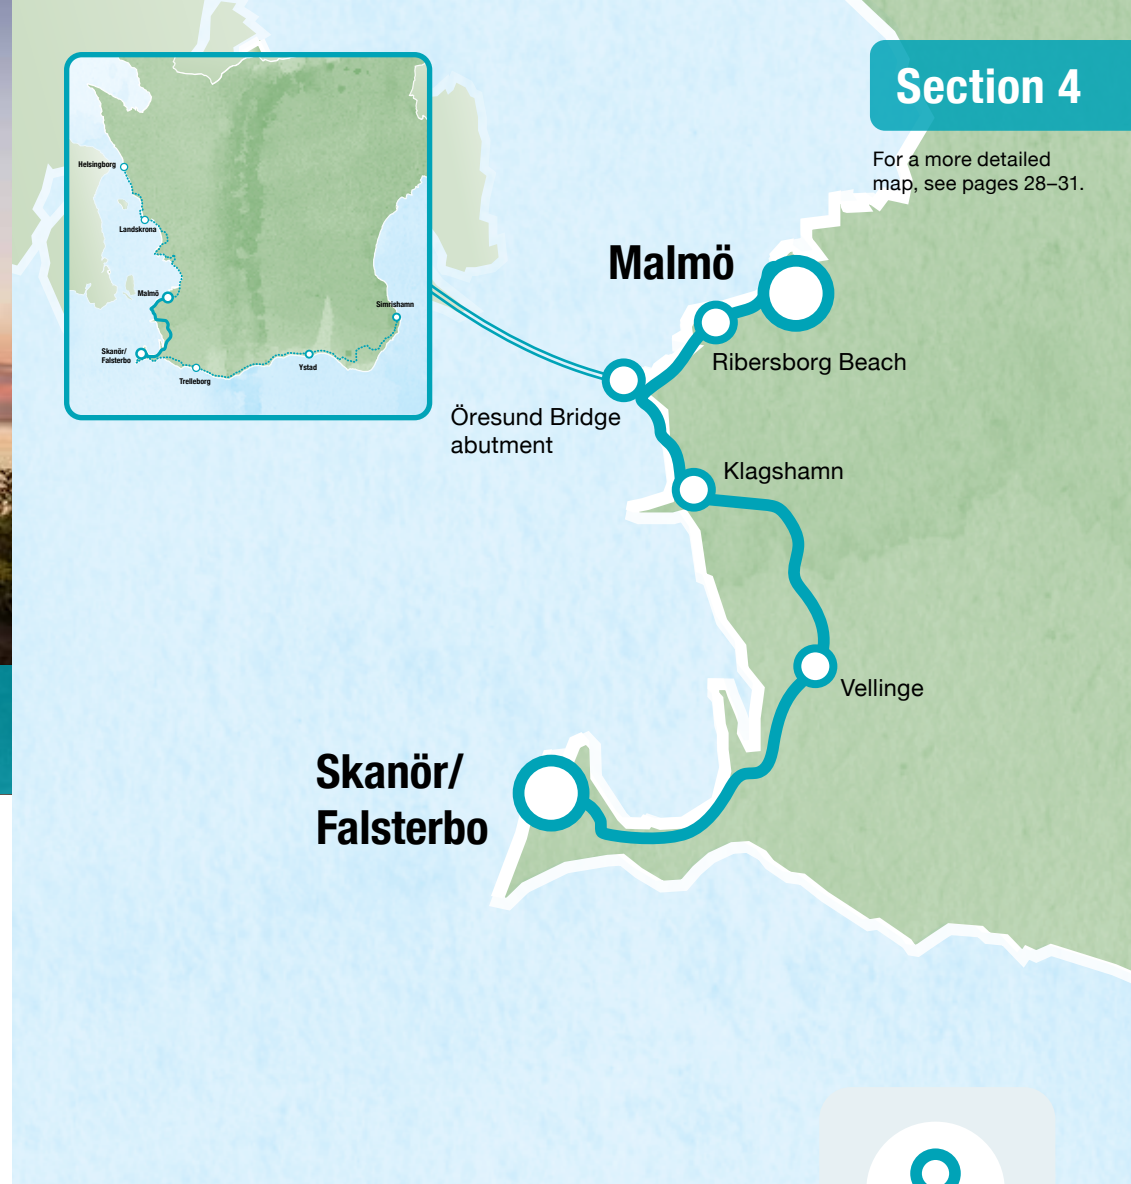 Section 4
For a more detailed
map, see pages 28–31.
Helsingborg
Landskrona
Malmö
Simrishamn
Skanör/
Falsterbo
Trelleborg
Ystad
Malmö
Ribersborg Beach
Öresund Bridge
abutment
Klagshamn
Vellinge
Skanör/
Falsterbo